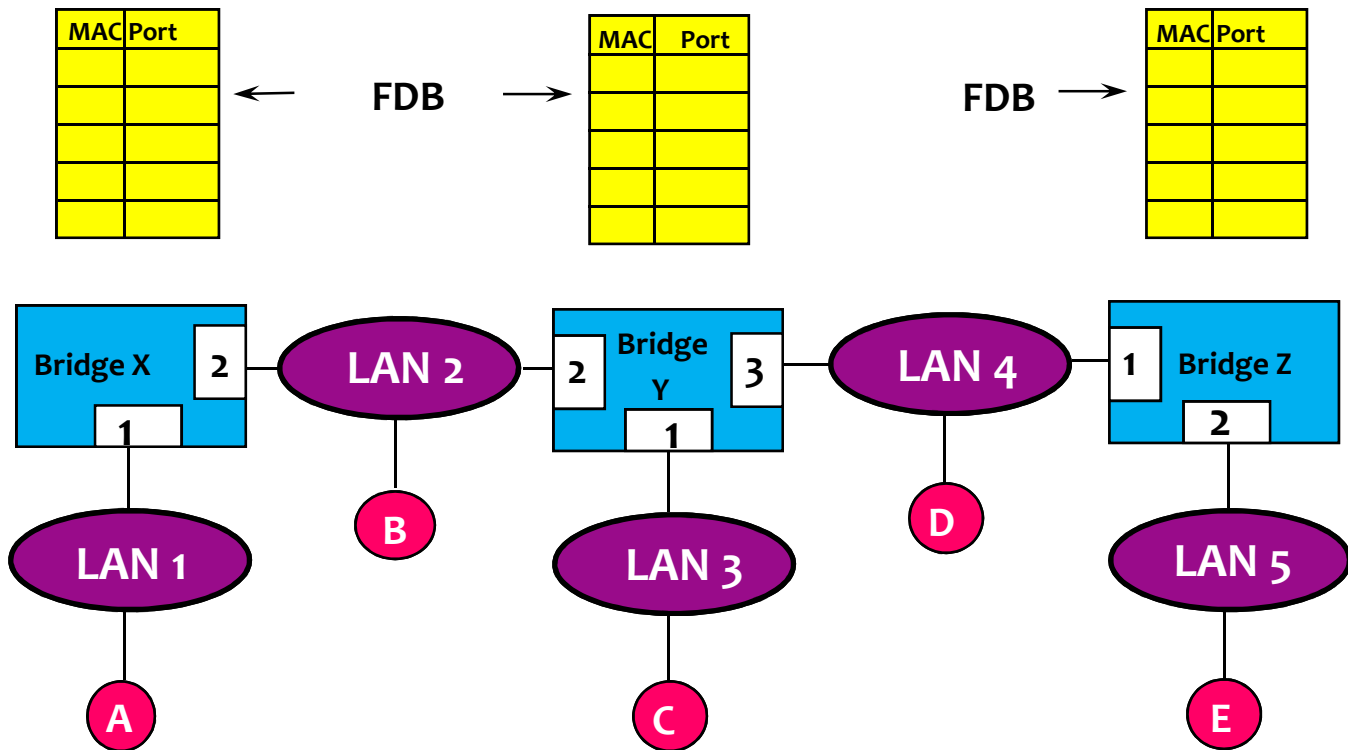 MAC Port
MAC Port
MAC Port
FDB
FDB
Bridge X
2
1
LAN 2
2
Bridge
Y
3
1
LAN 4
1
Bridge Z
2
B
D
LAN 1
LAN 3
LAN 5
A
C
E